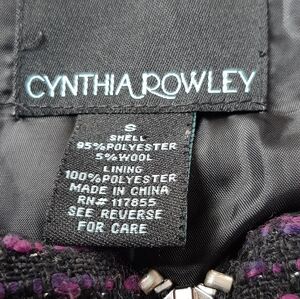 CYNTHIA ROWLEY
S
SHELL
95%POLYESTER
5%WOOL
LINING
100%POLYESTER
MADE IN CHINA
RN# 117855
SEE REVERSE
FOR CARE